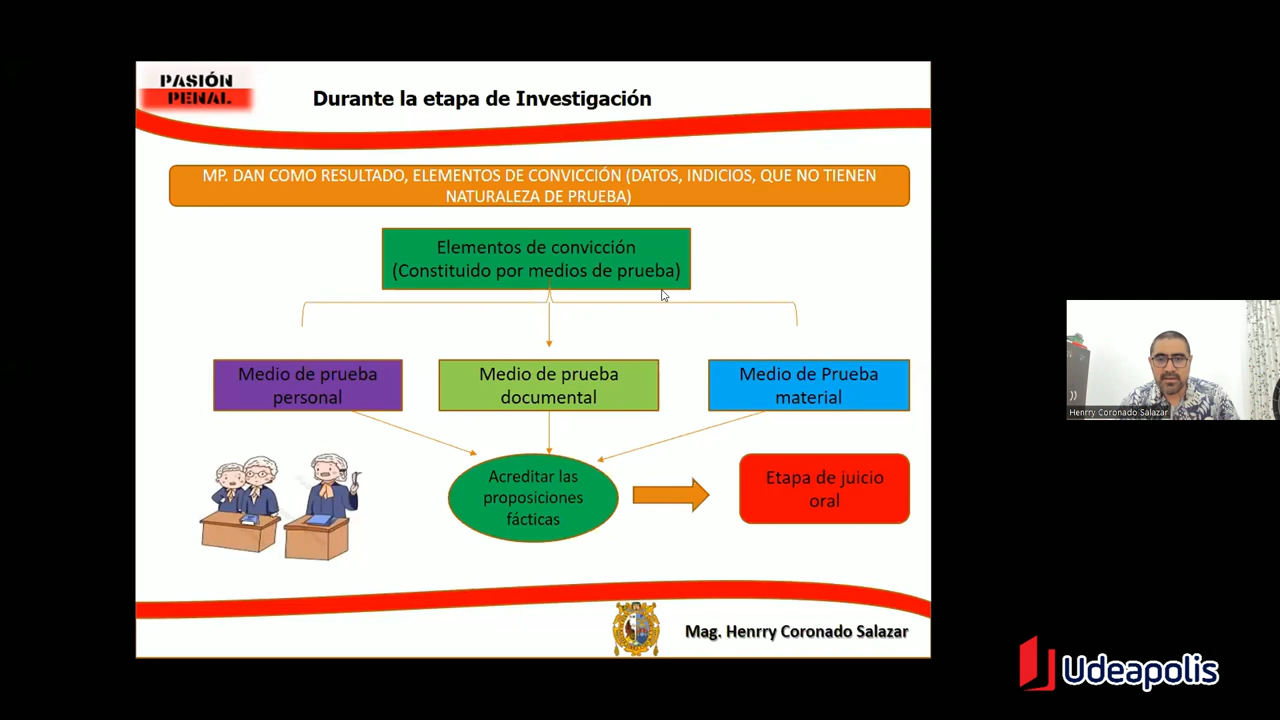 PASIÓN
PENAL
Durante la etapa de Investigación
MP. DAN COMO RESULTADO, ELEMENTOS DE CONVICCIÓN (DATOS, INDICIOS, QUE NO TIENEN
NATURALEZA DE PRUEBA)
Elementos de convicción
(Constituido por medios de prueba)
Medio de prueba
personal
Medio de prueba
documental
Medio de Prueba
material
Acreditar las
proposiciones
fácticas
Etapa de juicio
oral
Mag. Henrry Coronado Salazar
Henrry Coronado Salazar
Udeapolis